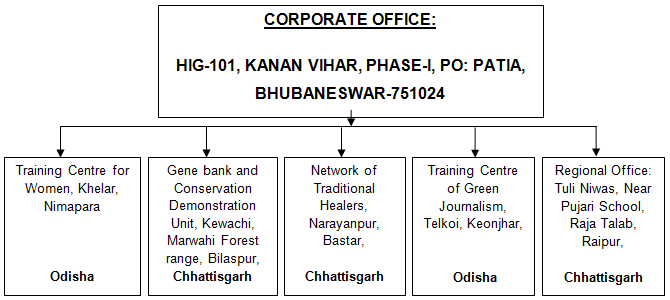 CORPORATE OFFICE:
HIG-101, KANAN VIHAR, PHASE-I, PO: PATIA,
BHUBANESWAR-751024
Training Centre for
Women, Khelar,
Nimapara
Odisha
Gene bank and
Conservation
Demonstration
Unit, Kewachi,
Marwahi Forest
range, Bilaspur,
Chhattisgarh
Network of
Traditional
Healers,
Narayanpur,
Bastar,
Chhattisgarh
Training Centre
of Green
Journalism,
Telkoi, Keonjhar,
Odisha
Regional Office:
Tuli Niwas, Near
Pujari School,
Raja Talab,
Raipur,
Chhattisgarh